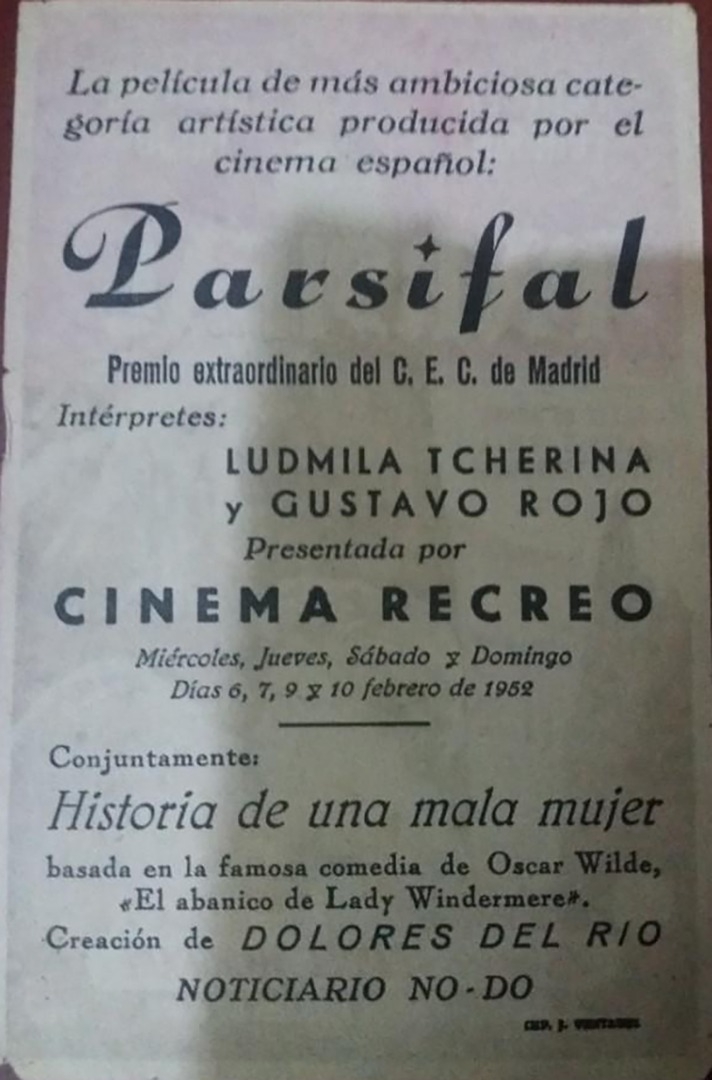 La película de más ambiciosa cate-
goría artística producida por el
cinema español:
Parsifal
Premio extraordinario del C. E. C. de Madrid
Intérpretes:
LUDMILA TCHERINA
y GUSTAVO ROJO
Presentada por
CINEMA RECREO
Miércoles, Jueves, Sábado y Domingo
Días 6, 7, 9 y 10 febrero de 1952
Conjuntamente:
Historia de una mala mujer
basada en la famosa comedia de Oscar Wilde,
«El abanico de Lady Windermere».
Creación de DOLORES DEL RIO
NOTICIARIO NO-DO
IMP. J.